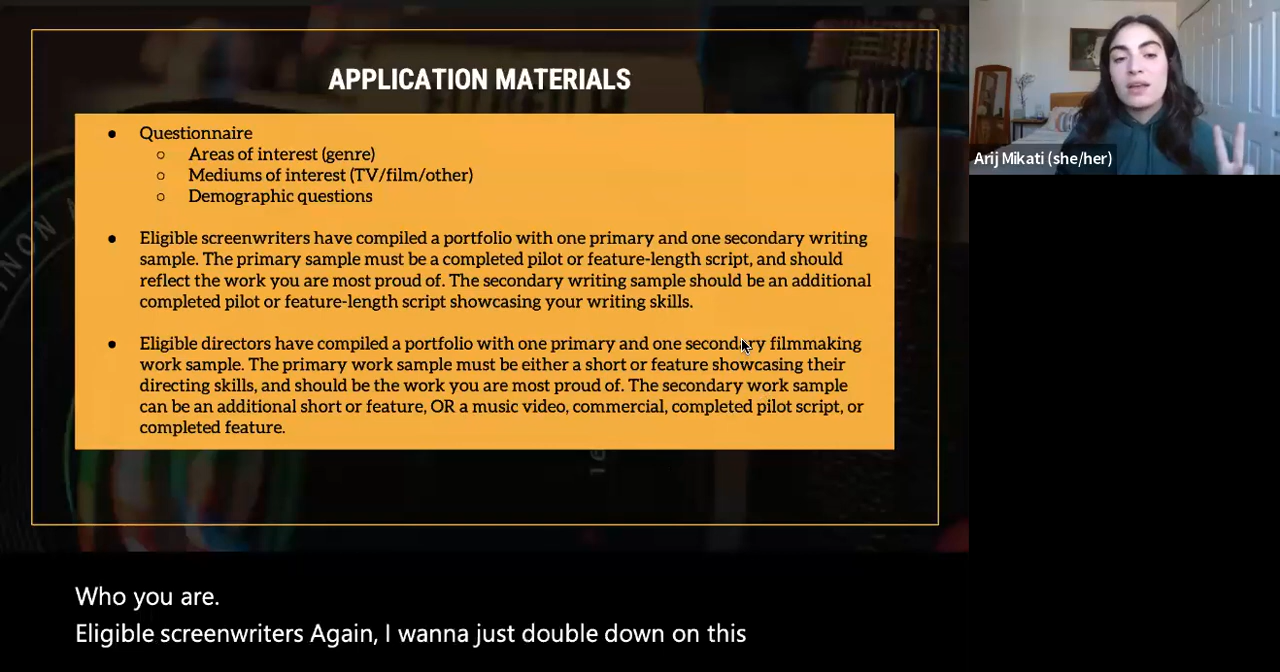 APPLICATION MATERIALS
● Questionnaire
○ Areas of interest (genre)
○ Mediums of interest (TV/film/other)
○ Demographic questions
● Eligible screenwriters have compiled a portfolio with one primary and one secondary writing
sample. The primary sample must be a completed pilot or feature-length script, and should
reflect the work you are most proud of. The secondary writing sample should be an additional
completed pilot or feature-length script showcasing your writing skills.
● Eligible directors have compiled a portfolio with one primary and one secondary filmmaking
work sample. The primary work sample must be either a short or feature showcasing their
directing skills, and should be the work you are most proud of. The secondary work sample
can be an additional short or feature, OR a music video, commercial, completed pilot script, or
completed feature.
Arij Mikati (she/her)
Who you are.
Eligible screenwriters Again, I wanna just double down on this